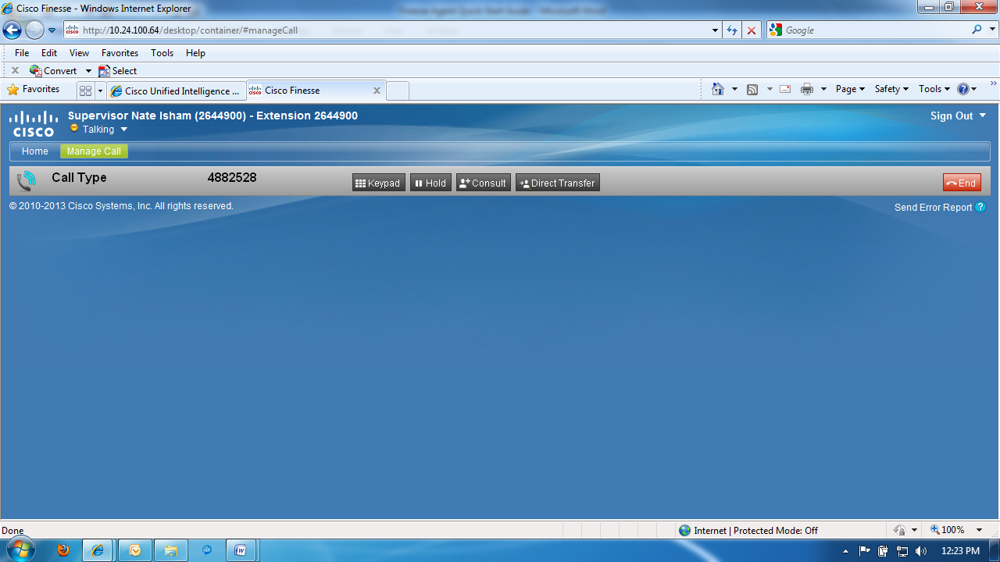 Cisco Finesse - Windows Internet Explorer
http://10.24.100.64/desktop/container/#manageCall
Google
File Edit View Favorites Tools Help
Convert Select
Favorites Cisco Unified Intelligence ... Cisco Finesse Page Safety Tools
Supervisor Nate Isham (2644900) - Extension 2644900
Sign Out
CISCO
Talking
Home Manage Call
Call Type 4882528 Keypad Hold Consult Direct Transfer End
© 2010-2013 Cisco Systems, Inc. All rights reserved.
Send Error Report ?
Done Internet | Protected Mode: Off 100%
12:23 PM